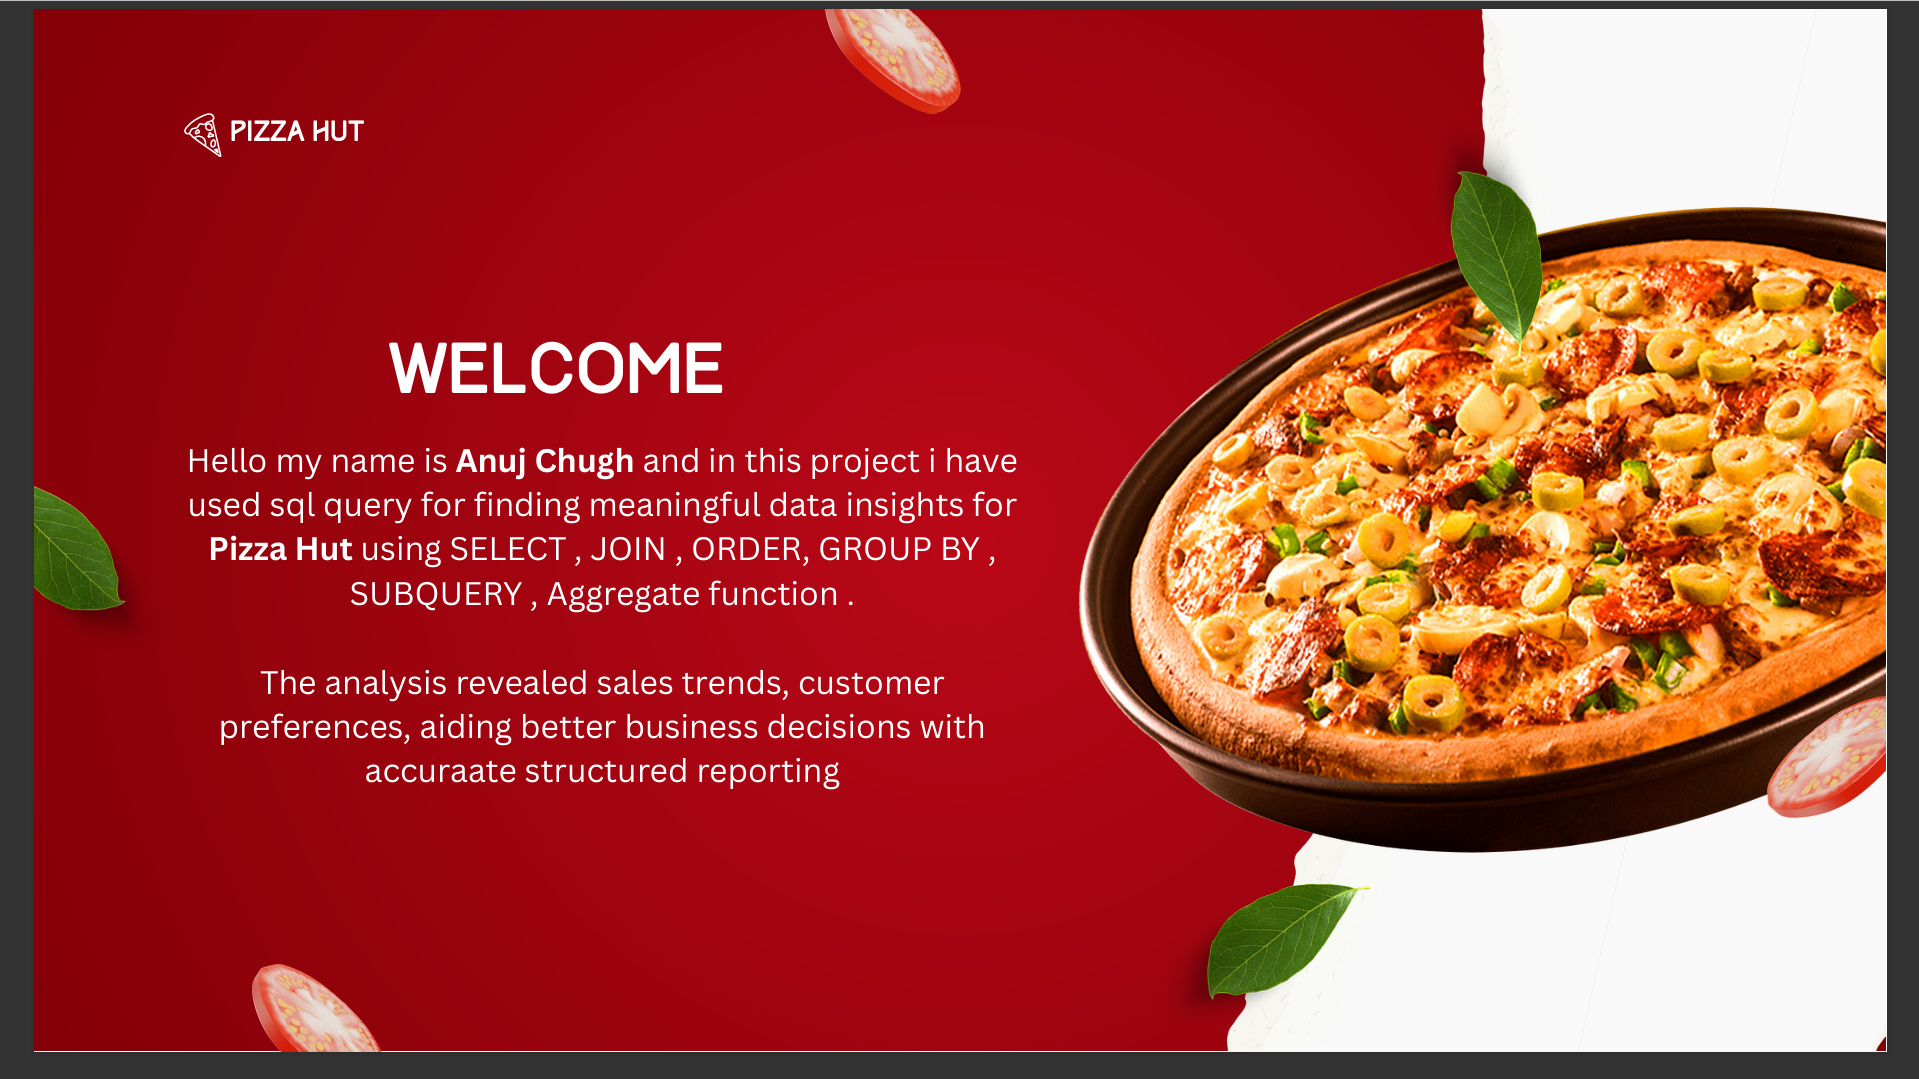 PIZZA HUT
WELCOME
Hello my name is Anuj Chugh and in this project i have
used sql query for finding meaningful data insights for
Pizza Hut using SELECT , JOIN , ORDER, GROUP BY ,
SUBQUERY , Aggregate function .
The analysis revealed sales trends, customer
preferences, aiding better business decisions with
accuraate structured reporting